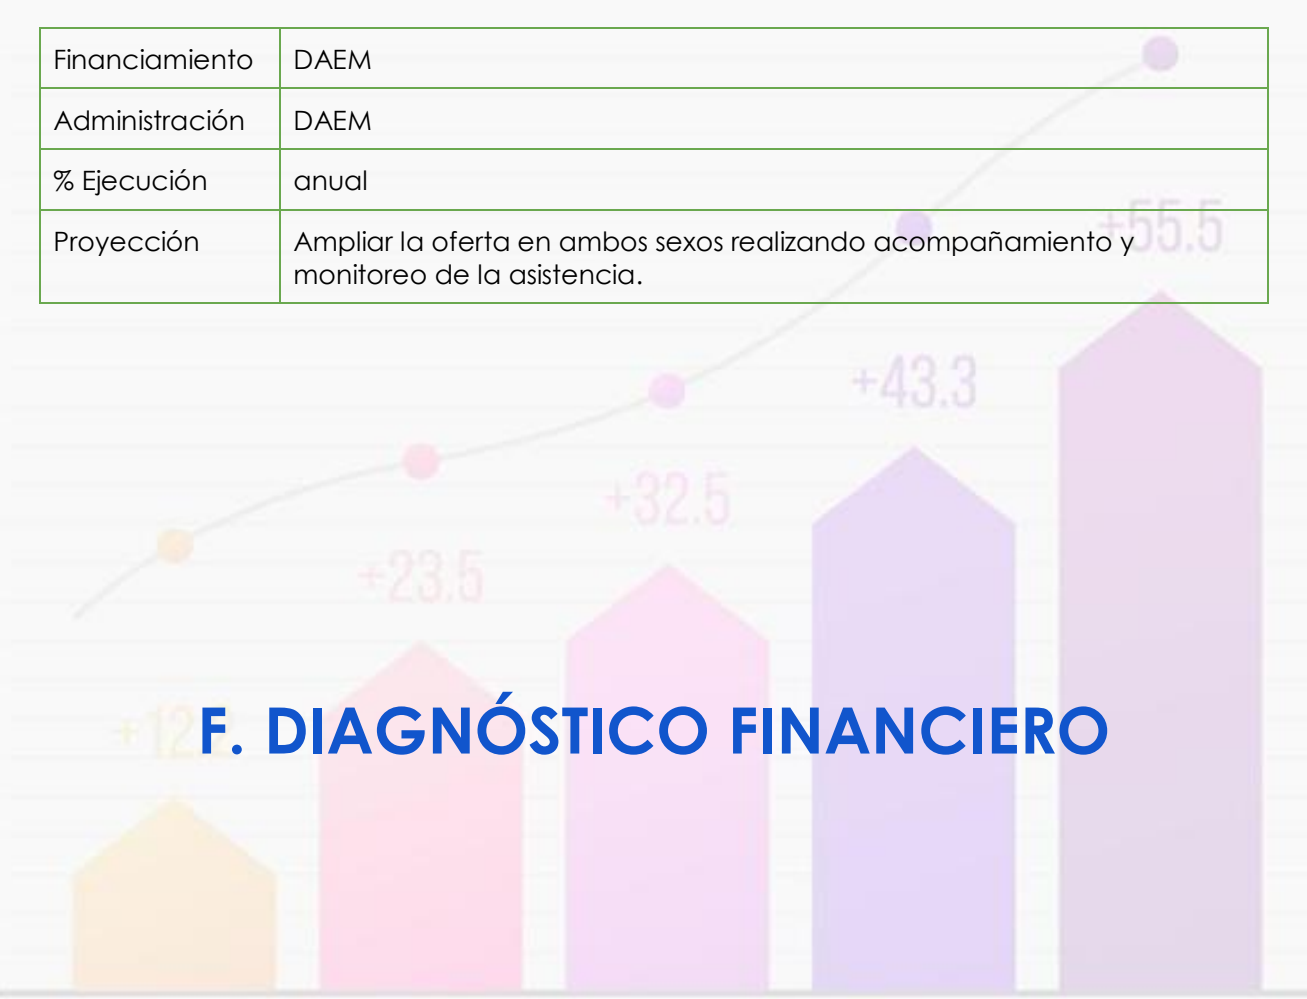 Financiamiento DAEM
Administración DAEM
% Ejecución anual
Proyección Ampliar la oferta en ambos sexos realizando acompañamiento y
monitoreo de la asistencia.
+55.5
+43.3
+32.5
+23.5
F. DIAGNÓSTICO FINANCIERO